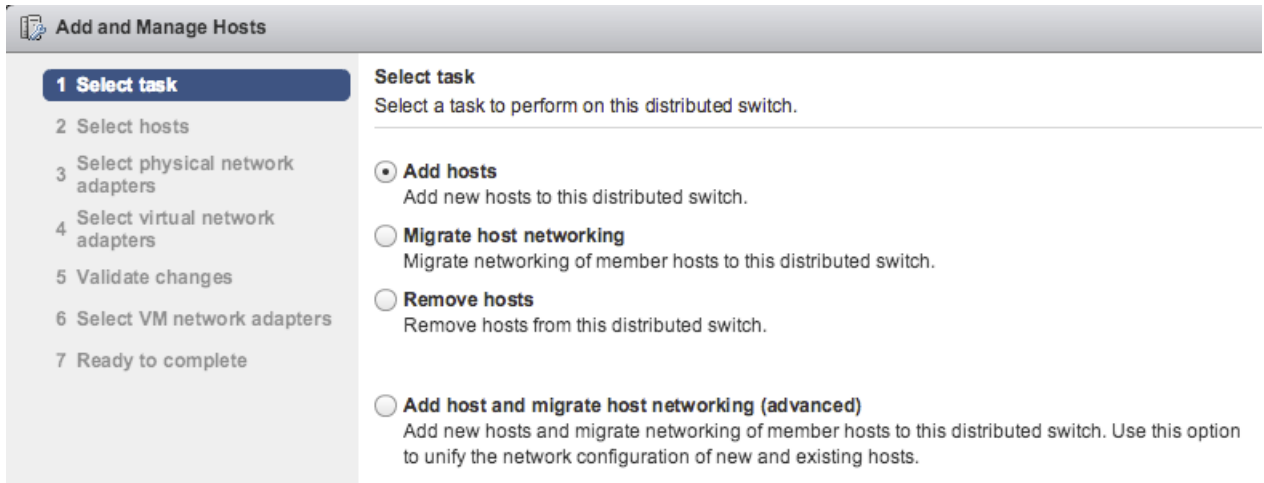 Add and Manage Hosts
1 Select task
2 Select hosts
3 Select physical network
adapters
4 Select virtual network
adapters
5 Validate changes
6 Select VM network adapters
7 Ready to complete
Select task
Select a task to perform on this distributed switch.
Add hosts
Add new hosts to this distributed switch.
Migrate host networking
Migrate networking of member hosts to this distributed switch.
Remove hosts
Remove hosts from this distributed switch.
Add host and migrate host networking (advanced)
Add new hosts and migrate networking of member hosts to this distributed switch. Use this option
to unify the network configuration of new and existing hosts.